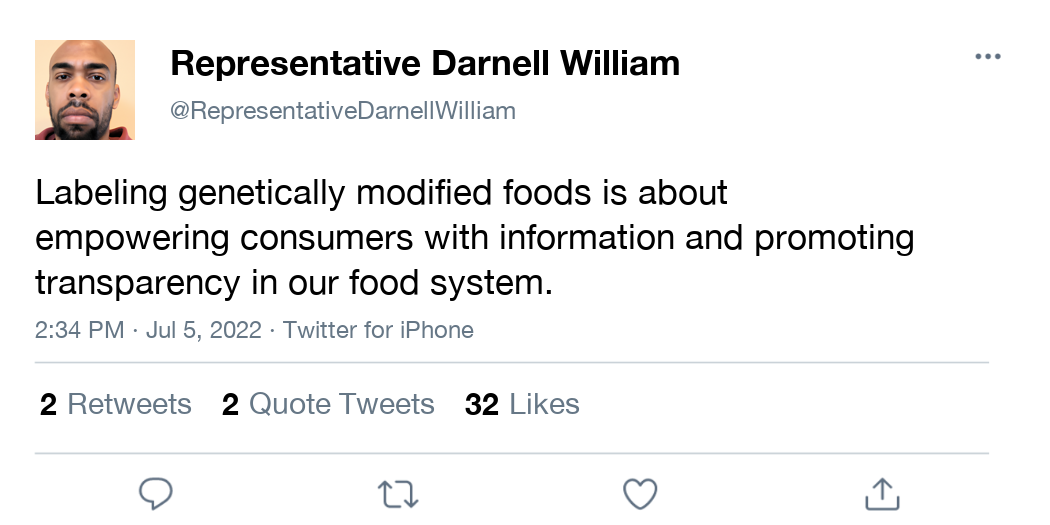 Representative Darnell William
@RepresentativeDarnellWilliam
Labeling genetically modified foods is about
empowering consumers with information and promoting
transparency in our food system.
2:34 PM · Jul 5, 2022 · Twitter for iPhone
2 Retweets 2 Quote Tweets 32 Likes